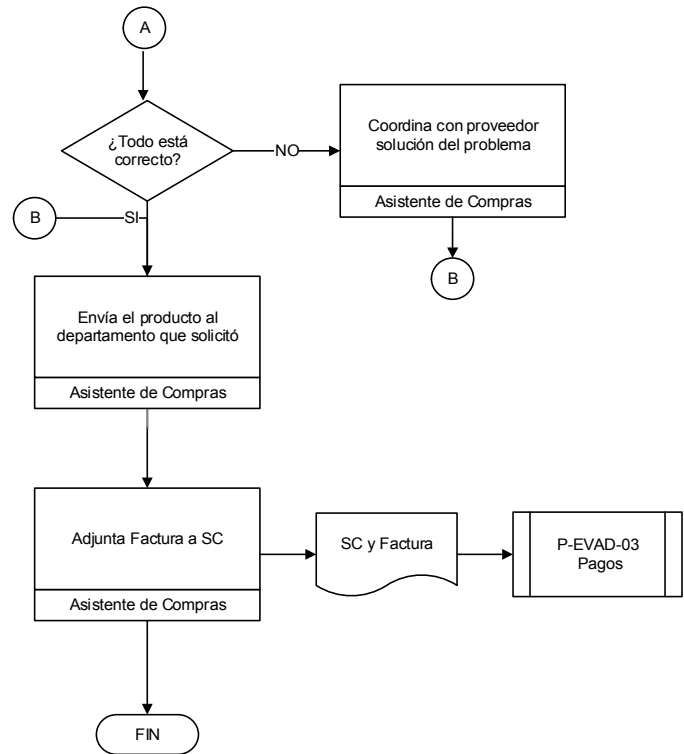 A
¿Todo está
correcto?
NO
Coordina con proveedor
solución del problema
Asistente de Compras
B
SI
B
Envía el producto al
departamento que solicitó
Asistente de Compras
Adjunta Factura a SC
Asistente de Compras
SC y Factura
P-EVAD-03
Pagos
FIN